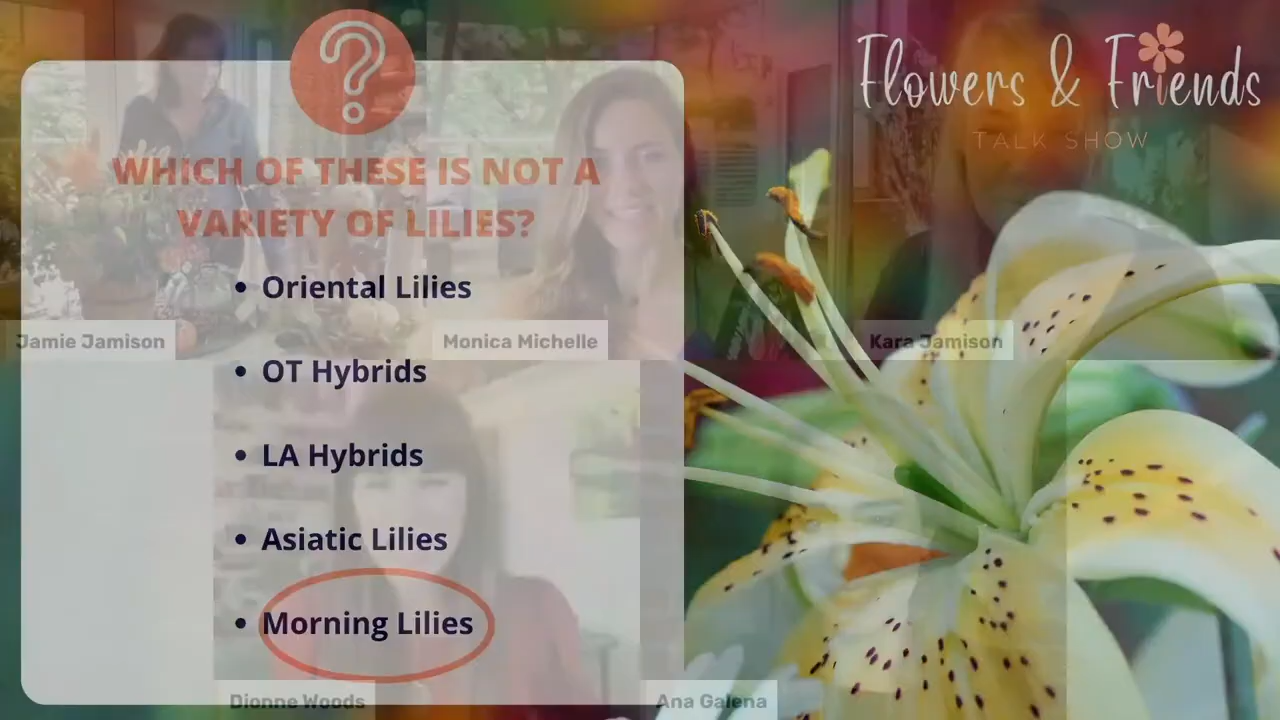 ?
Flowers & Friends
TALK SHOW
WHICH OF THESE IS NOT A
VARIETY OF LILIES?
• Oriental Lilies
Jamie Jamison
Monica Michelle
Kara Jamison
• OT Hybrids
• LA Hybrids
• Asiatic Lilies
• Morning Lilies
Dionne Woods
Ana Galena